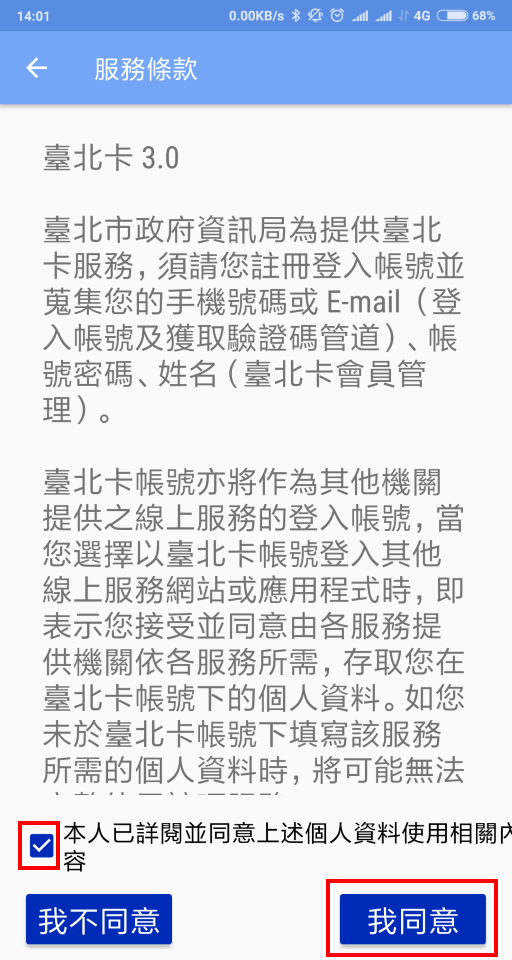 14:01 0.00KB/s 4G 68%
服務條款
臺北卡 3.0
臺北市政府資訊局為提供臺北
卡服務，須請您註冊登入帳號並
蒐集您的手機號碼或 E-mail（登
入帳號及獲取驗證碼管道）、帳
號密碼、姓名（臺北卡會員管
理）。
臺北卡帳號亦將作為其他機關
提供之線上服務的登入帳號，當
您選擇以臺北卡帳號登入其他
線上服務網站或應用程式時，即
表示您接受並同意由各服務提
供機關依各服務所需，存取您在
臺北卡帳號下的個人資料。如您
未於臺北卡帳號下填寫該服務
所需的個人資料時，將可能無法
本人已詳閱並同意上述個人資料使用相關內
容
我不同意 我同意